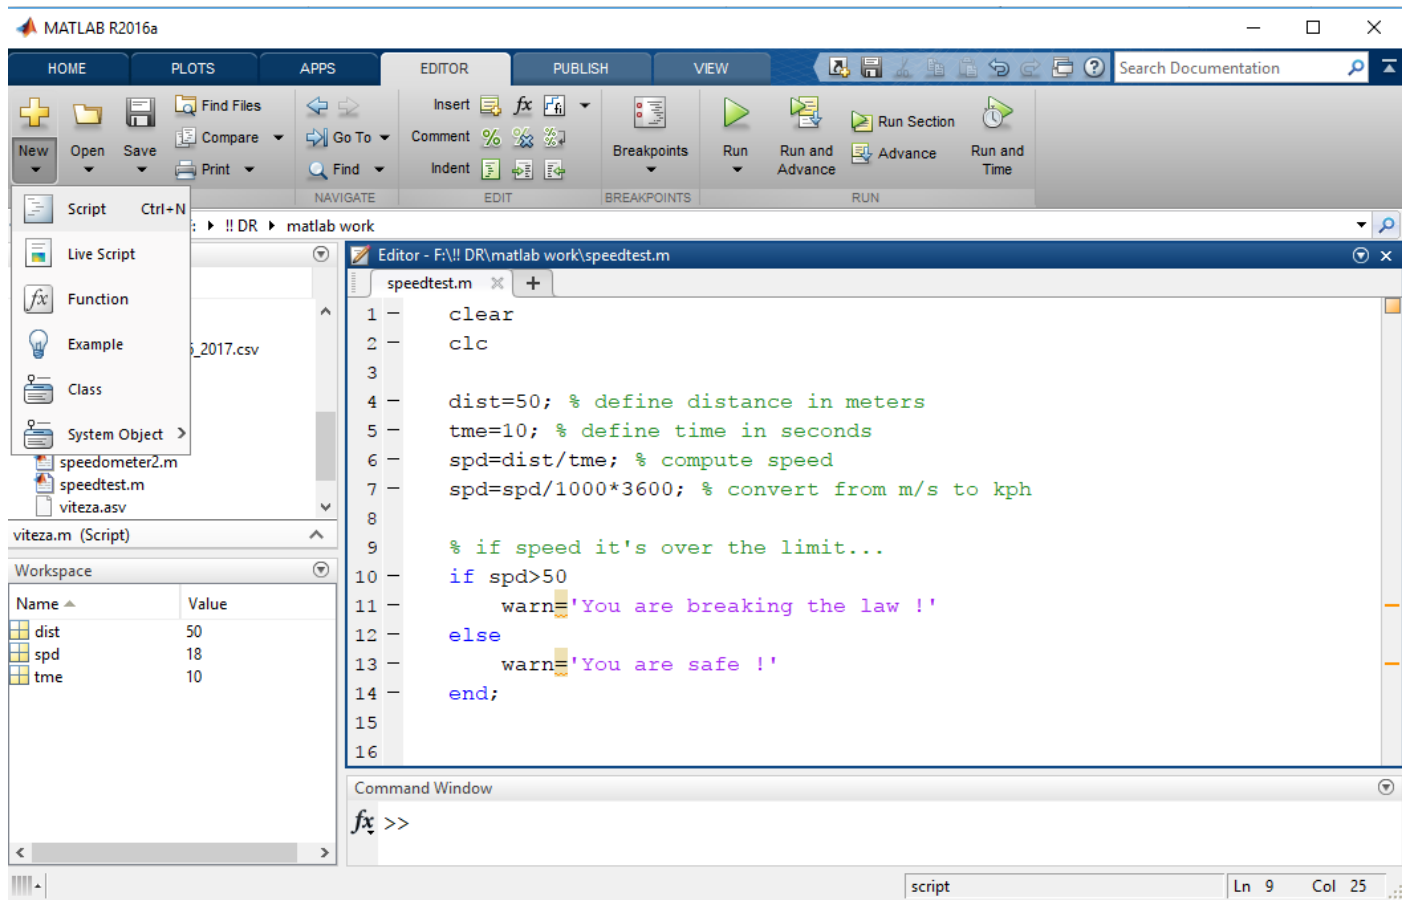 MATLAB R2016a
HOME PLOTS APPS EDITOR PUBLISH VIEW Search Documentation
New Open Save Find Files Compare Print
Go To Find NAVIGATE
Insert fx fi
Comment % %
Indent
EDIT
Breakpoints BREAKPOINTS
Run Run and Advance Run Section Advance Run and Time
RUN
Script Ctrl+N
Live Script
fx Function
Example
Class
System Object
!! DR matlab work
_2017.csv
speedometer2.m
speedtest.m
viteza.asv
viteza.m (Script)
Workspace
Name Value
dist 50
spd 18
tme 10
Editor - F:\!! DR\matlab work\speedtest.m
speedtest.m +
1 clear
2 clc
3
4 dist=50; % define distance in meters
5 tme=10; % define time in seconds
6 spd=dist/tme; % compute speed
7 spd=spd/1000*3600; % convert from m/s to kph
8
9 % if speed it's over the limit...
10 if spd>50
11 warn='You are breaking the law !'
12 else
13 warn='You are safe !'
14 end;
15
16
Command Window
fx >>
script Ln 9 Col 25